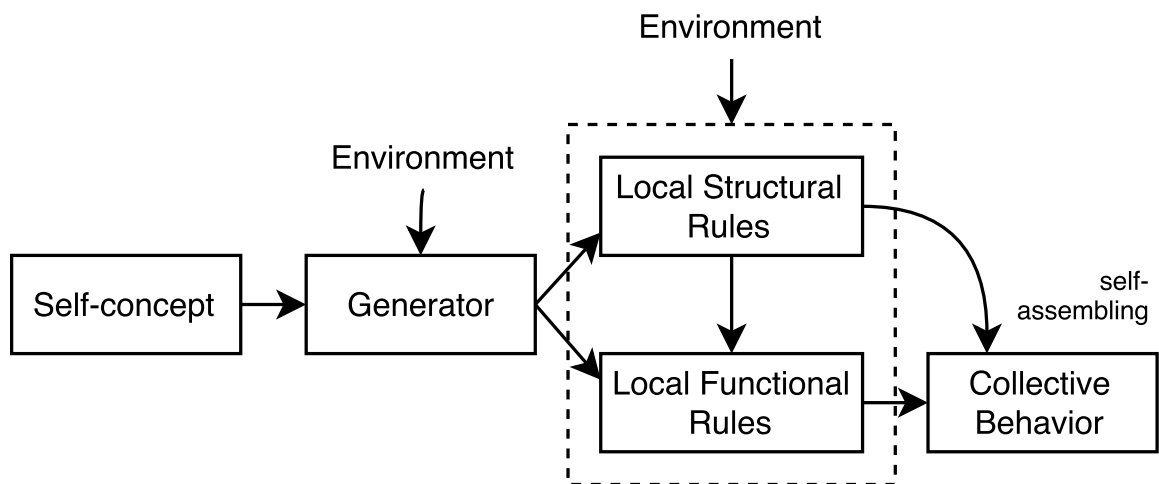 Environment
Environment
Local Structural
Rules
Self-concept
Generator
self-
assembling
Local Functional
Rules
Collective
Behavior